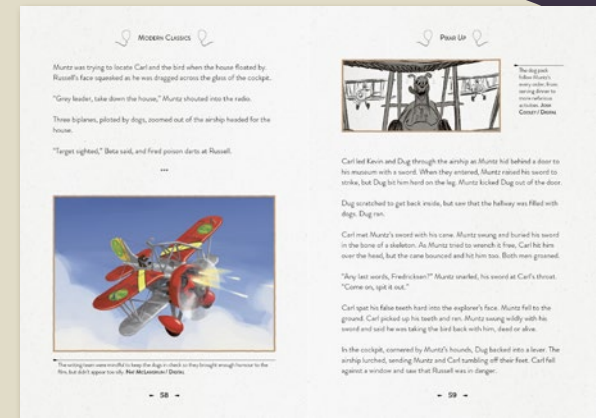 MODERN CLASSICS
Muntz was trying to locate Carl and the bird when the house floated by.
Russell's face squeaked as he was dragged across the glass of the cockpit.
"Grey leader, take down the house," Muntz shouted into the radio.
Three biplanes, piloted by dogs, zoomed out of the airship headed for the
house.
"Target sighted," Beta said, and fired poison darts at Russell.
***
The writing team were mindful to keep the dogs in check so they brought enough humour to the
film, but didn't appear too silly. PAT MCLAUGHLIN / DIGITAL
58
PIXAR UP
The dog pack
follow Muntz's
every order, from
serving dinner to
more nefarious
activities. JOSH
COOLEY / DIGITAL
Carl led Kevin and Dug through the airship as Muntz hid behind a door to
his museum with a sword. When they entered, Muntz raised his sword to
strike, but Dug bit him hard on the leg. Muntz kicked Dug out of the door.
Dug scratched to get back inside, but saw that the hallway was filled with
dogs. Dug ran.
Carl met Muntz's sword with his cane. Muntz swung and buried his sword
in the bone of a skeleton. As Muntz tried to wrench it free, Carl hit him
over the head, but the cane bounced and hit him too. Both men groaned.
"Any last words, Fredricksen?" Muntz snarled, his sword at Carl's throat.
"Come on, spit it out."
Carl spat his false teeth hard into the explorer's face. Muntz fell to the
ground. Carl picked up his teeth and ran. Muntz swung wildly with his
sword and said he was taking the bird back with him, dead or alive.
In the cockpit, cornered by Muntz's hounds, Dug backed into a lever. The
airship lurched, sending Muntz and Carl tumbling off their feet. Carl fell
against a window and saw that Russell was in danger.
59